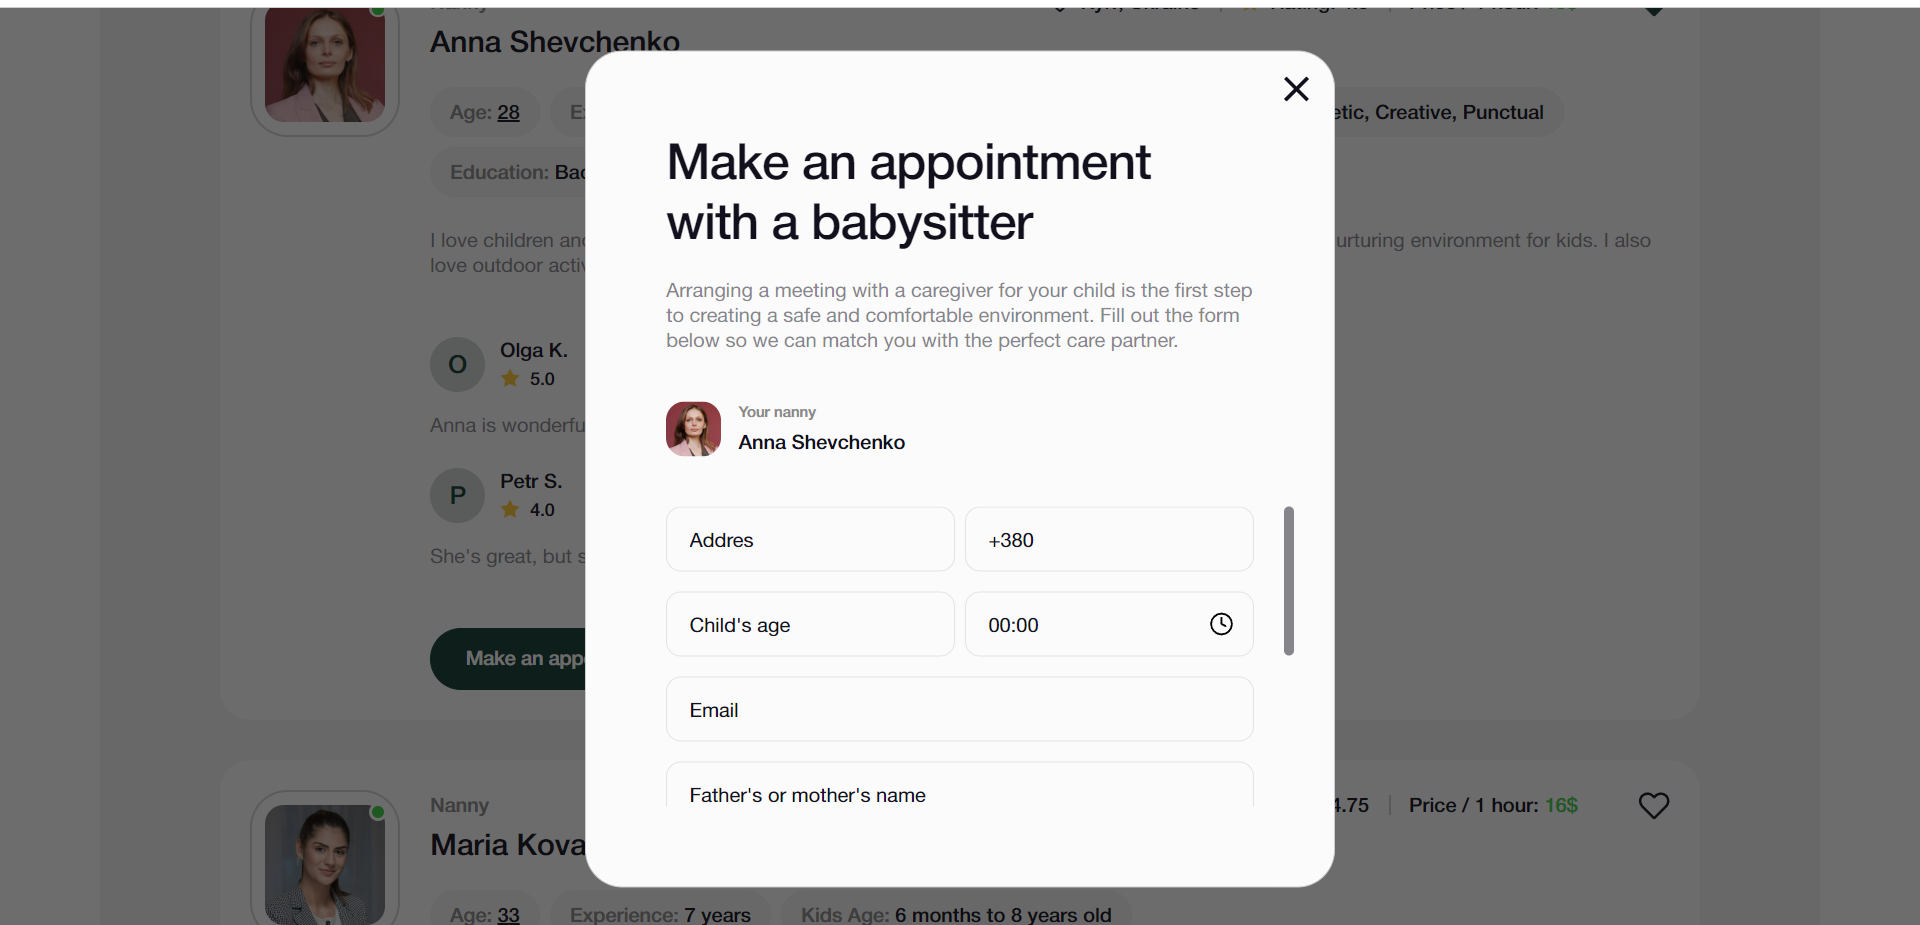 Anna Shevchenko
Age: 28
etic, Creative, Punctual
Education: Bac
I love children and
urturing environment for kids. I also
love outdoor activ
O
Olga K.
5.0
Anna is wonderfu
P
Petr S.
4.0
She's great, but s
Make an appo
Make an appointment
with a babysitter
Arranging a meeting with a caregiver for your child is the first step
to creating a safe and comfortable environment. Fill out the form
below so we can match you with the perfect care partner.
Your nanny
Anna Shevchenko
Addres
+380
Child's age
00:00
Email
Father's or mother's name
Nanny
4.75
Price / 1 hour: 16$
Maria Kova
Age: 33
Experience: 7 years
Kids Age: 6 months to 8 years old